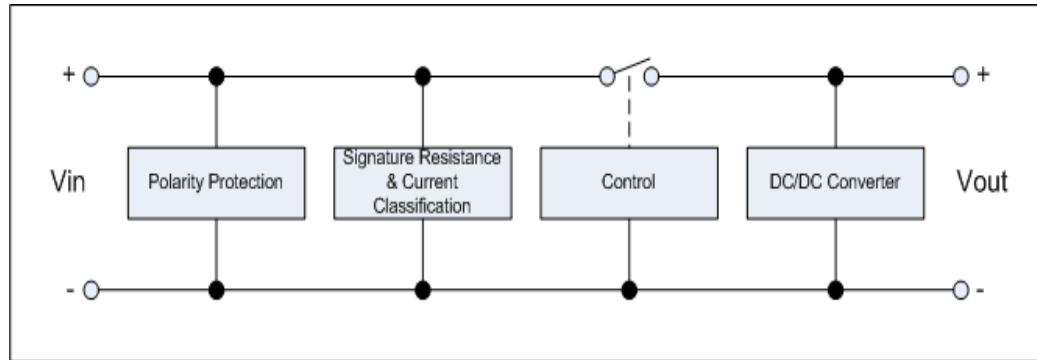 +
+
Vin
Polarity Protection
Signature Resistance
& Current
Classification
Control
DC/DC Converter
Vout
-
-